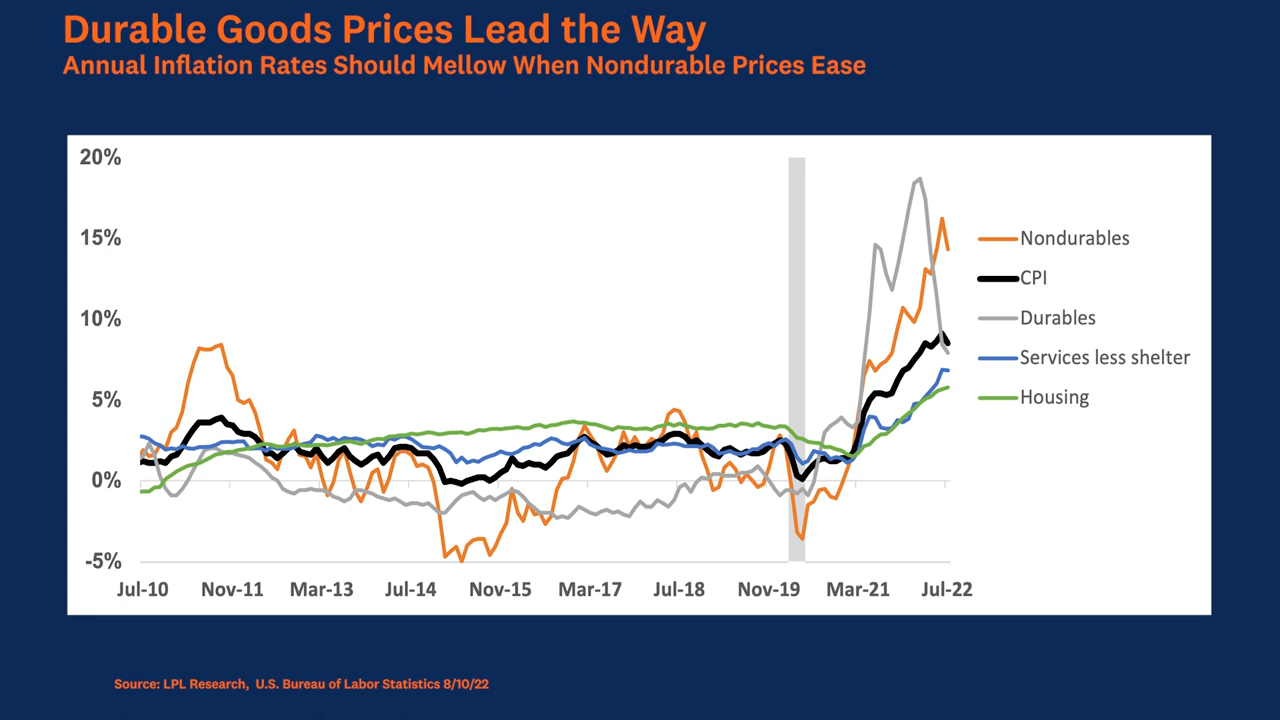 Durable Goods Prices Lead the Way
Annual Inflation Rates Should Mellow When Nondurable Prices Ease
20%
15%
10%
5%
0%
-5%
Jul-10 Nov-11 Mar-13 Jul-14 Nov-15 Mar-17 Jul-18 Nov-19 Mar-21 Jul-22
Nondurables
CPI
Durables
Services less shelter
Housing
Source: LPL Research, U.S. Bureau of Labor Statistics 8/10/22